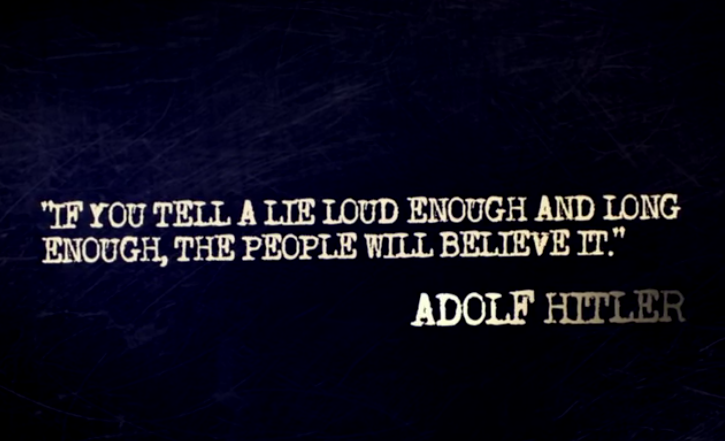 "IF YOU TELL A LIE LOUD ENOUGH AND LONG
ENOUGH, THE PEOPLE WILL BELIEVE IT."
ADOLF HITLER